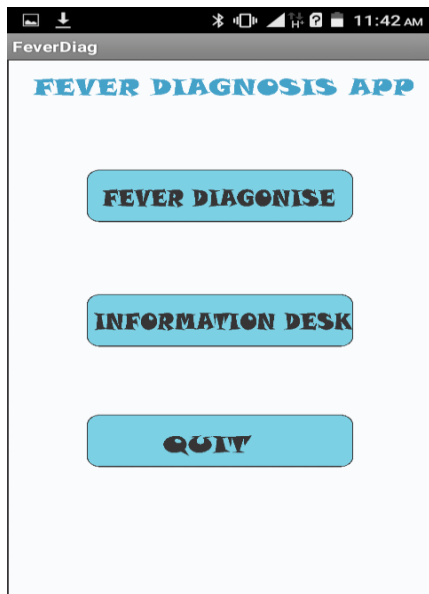 11:42 AM
FeverDiag
FEVER DIAGNOSIS APP
FEVER DIAGONISE
INFORMATION DESK
QUIT